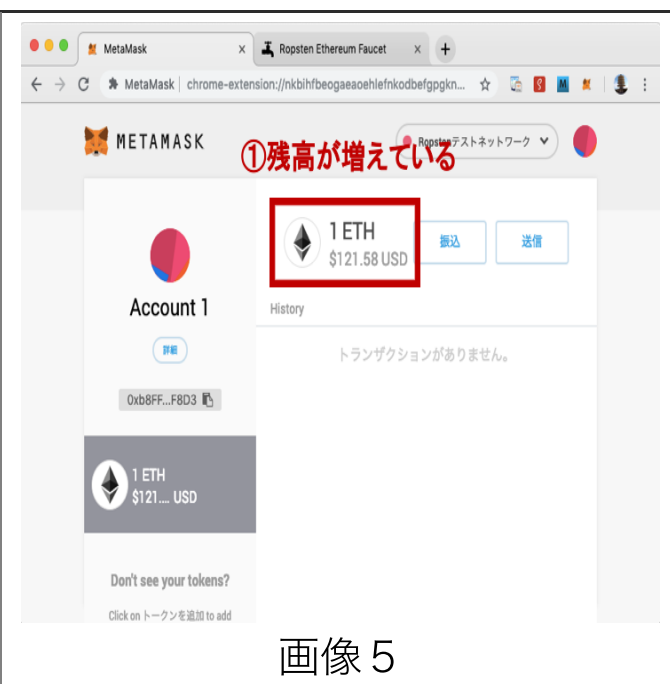 MetaMask
Ropsten Ethereum Faucet
MetaMask chrome-extension://nkbihfbeogaeaoehlefnkodbefgpgkn...
METAMASK
Ropstenテストネットワーク
①残高が増えている
1 ETH
$121.58 USD
振込
送信
Account 1
History
詳細
トランザクションがありません。
0xb8FF...F8D3
1 ETH
$121.... USD
Don't see your tokens?
Click on トークンを追加 to add
画像５